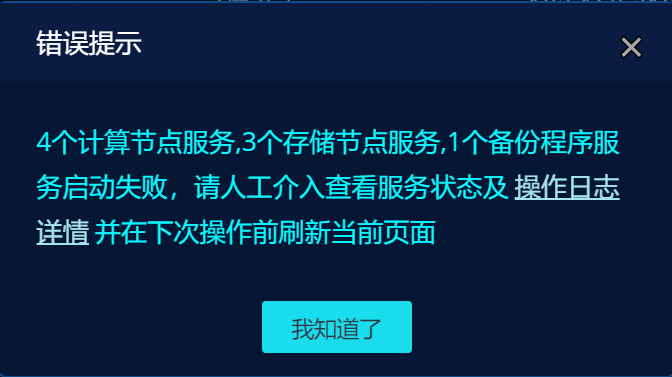 错误提示
4个计算节点服务,3个存储节点服务,1个备份程序服
务启动失败，请人工介入查看服务状态及 操作日志
详情 并在下次操作前刷新当前页面
我知道了